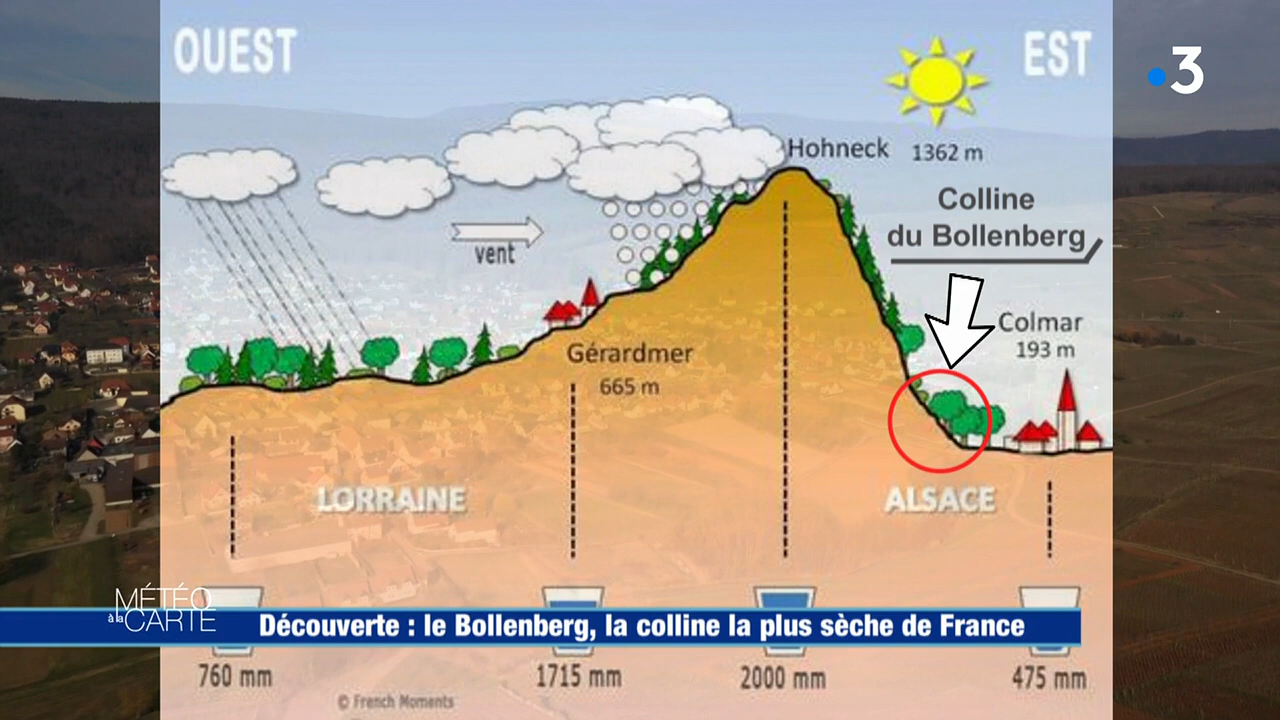 OUEST
EST
3
Hohneck 1362 m
Colline
du Bollenberg
vent
Colmar
193 m
Gérardmer
665 m
LORRAINE
ALSACE
MÉTÉO
à la CARTE
Découverte : le Bollenberg, la colline la plus sèche de France
760 mm
1715 mm
2000 mm
475 mm
© French Moments